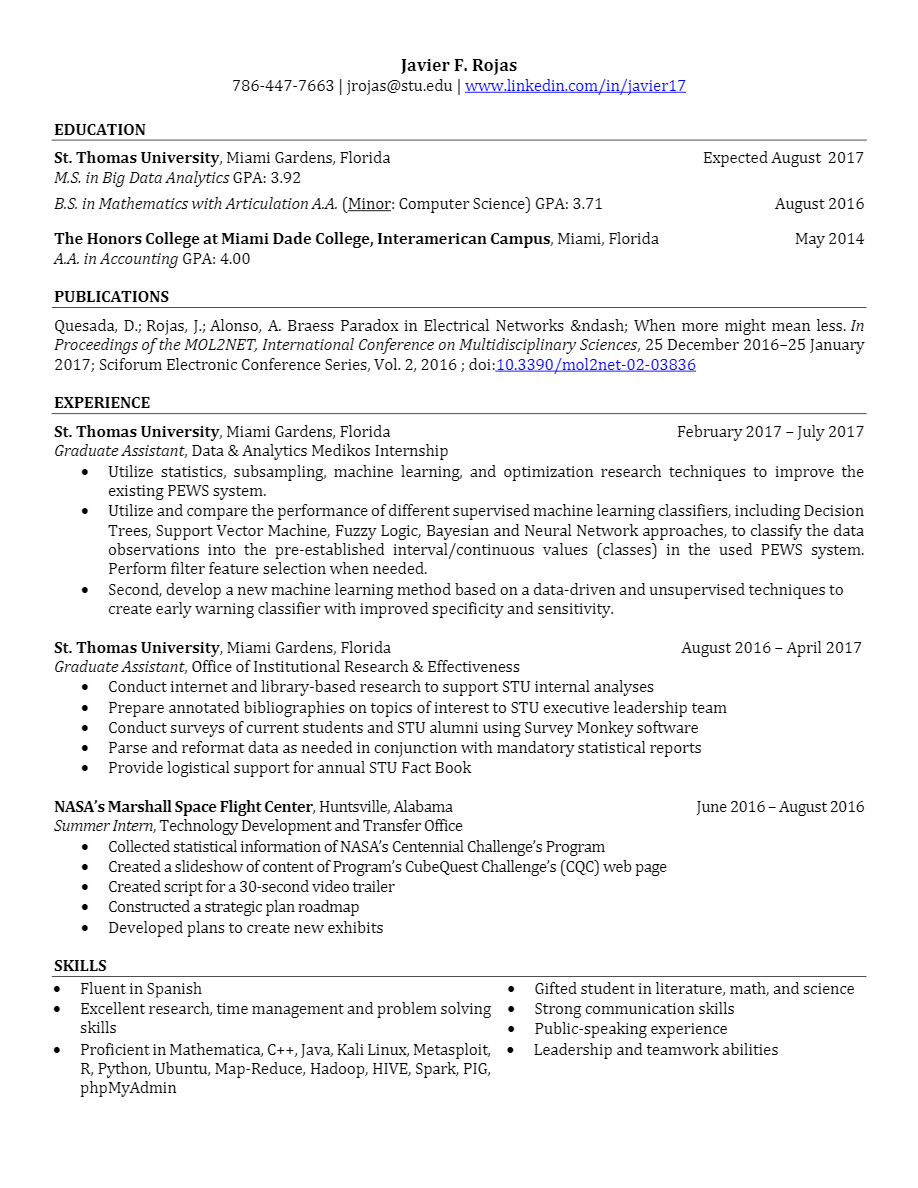 Javier F. Rojas
786-447-7663 | jrojas@stu.edu | www.linkedin.com/in/javier17
EDUCATION
St. Thomas University, Miami Gardens, Florida Expected August 2017
M.S. in Big Data Analytics GPA: 3.92
B.S. in Mathematics with Articulation A.A. (Minor: Computer Science) GPA: 3.71 August 2016
The Honors College at Miami Dade College, Interamerican Campus, Miami, Florida May 2014
A.A. in Accounting GPA: 4.00
PUBLICATIONS
Quesada, D.; Rojas, J.; Alonso, A. Braess Paradox in Electrical Networks &ndash; When more might mean less. In
Proceedings of the MOL2NET, International Conference on Multidisciplinary Sciences, 25 December 2016–25 January
2017; Sciforum Electronic Conference Series, Vol. 2, 2016 ; doi:10.3390/mol2net-02-03836
EXPERIENCE
St. Thomas University, Miami Gardens, Florida February 2017 – July 2017
Graduate Assistant, Data & Analytics Medikos Internship
• Utilize statistics, subsampling, machine learning, and optimization research techniques to improve the
existing PEWS system.
• Utilize and compare the performance of different supervised machine learning classifiers, including Decision
Trees, Support Vector Machine, Fuzzy Logic, Bayesian and Neural Network approaches, to classify the data
observations into the pre-established interval/continuous values (classes) in the used PEWS system.
Perform filter feature selection when needed.
• Second, develop a new machine learning method based on a data-driven and unsupervised techniques to
create early warning classifier with improved specificity and sensitivity.
St. Thomas University, Miami Gardens, Florida August 2016 – April 2017
Graduate Assistant, Office of Institutional Research & Effectiveness
• Conduct internet and library-based research to support STU internal analyses
• Prepare annotated bibliographies on topics of interest to STU executive leadership team
• Conduct surveys of current students and STU alumni using Survey Monkey software
• Parse and reformat data as needed in conjunction with mandatory statistical reports
• Provide logistical support for annual STU Fact Book
NASA's Marshall Space Flight Center, Huntsville, Alabama June 2016 – August 2016
Summer Intern, Technology Development and Transfer Office
• Collected statistical information of NASA's Centennial Challenge's Program
• Created a slideshow of content of Program's CubeQuest Challenge's (CQC) web page
• Created script for a 30-second video trailer
• Constructed a strategic plan roadmap
• Developed plans to create new exhibits
SKILLS
• Fluent in Spanish
• Excellent research, time management and problem solving
skills
• Proficient in Mathematica, C++, Java, Kali Linux, Metasploit,
R, Python, Ubuntu, Map-Reduce, Hadoop, HIVE, Spark, PIG,
phpMyAdmin
• Gifted student in literature, math, and science
• Strong communication skills
• Public-speaking experience
• Leadership and teamwork abilities